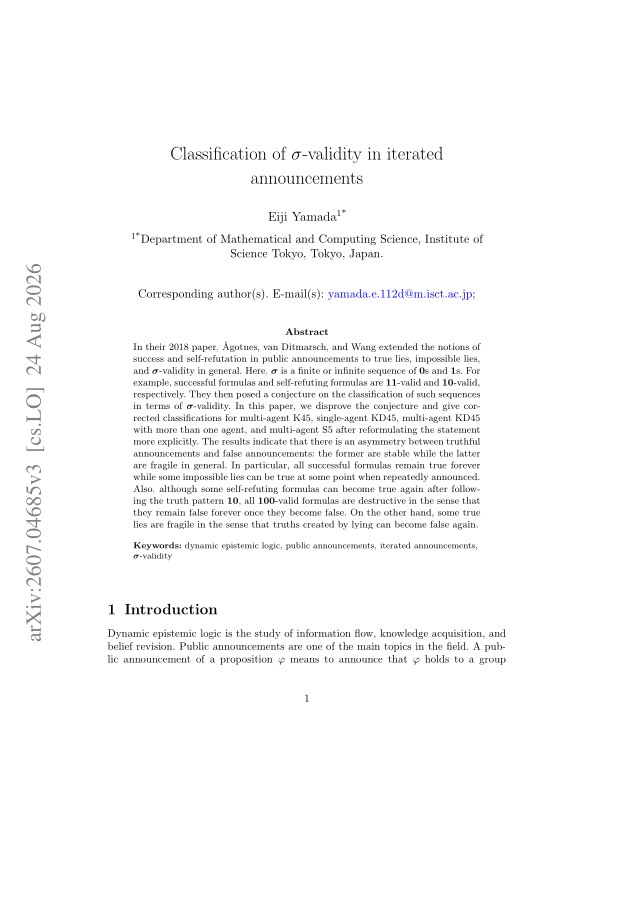 arXiv:2607.04685v3 [cs.LO] 24 Aug 2026
Classification of σ-validity in iterated
announcements
Eiji Yamada1*
1*Department of Mathematical and Computing Science, Institute of
Science Tokyo, Tokyo, Japan.
Corresponding author(s). E-mail(s): yamada.e.112d@m.isct.ac.jp;
Abstract
In their 2018 paper, Ågotnes, van Ditmarsch, and Wang extended the notions of
success and self-refutation in public announcements to true lies, impossible lies,
and σ-validity in general. Here, σ is a finite or infinite sequence of 0s and 1s. For
example, successful formulas and self-refuting formulas are 11-valid and 10-valid,
respectively. They then posed a conjecture on the classification of such sequences
in terms of σ-validity. In this paper, we disprove the conjecture and give cor-
rected classifications for multi-agent K45, single-agent KD45, multi-agent KD45
with more than one agent, and multi-agent S5 after reformulating the statement
more explicitly. The results indicate that there is an asymmetry between truthful
announcements and false announcements: the former are stable while the latter
are fragile in general. In particular, all successful formulas remain true forever
while some impossible lies can be true at some point when repeatedly announced.
Also, although some self-refuting formulas can become true again after follow-
ing the truth pattern 10, all 100-valid formulas are destructive in the sense that
they remain false forever once they become false. On the other hand, some true
lies are fragile in the sense that truths created by lying can become false again.
Keywords: dynamic epistemic logic, public announcements, iterated announcements,
σ-validity
1 Introduction
Dynamic epistemic logic is the study of information flow, knowledge acquisition, and
belief revision. Public announcements are one of the main topics in the field. A pub-
lic announcement of a proposition φ means to announce that φ holds to a group
1